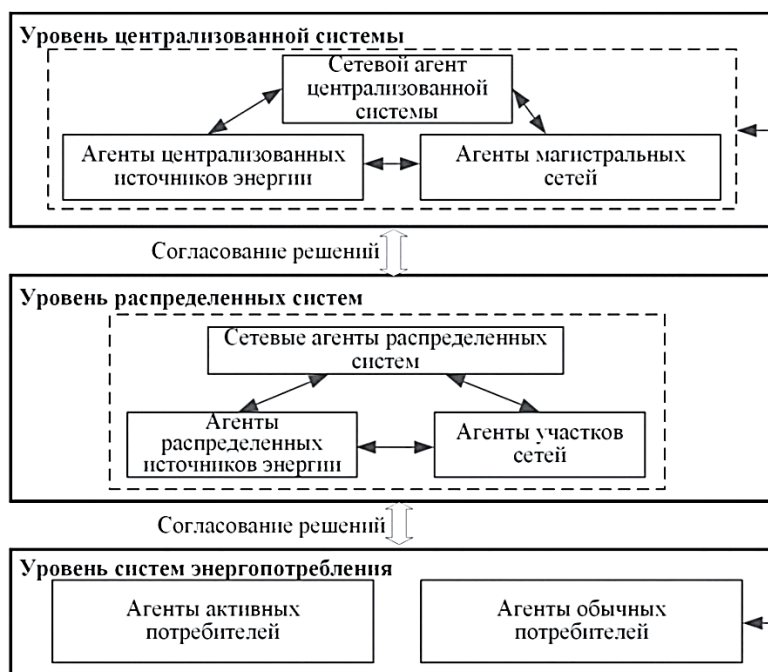 Уровень централизованной системы
Сетевой агент
централизованной
системы
Агенты централизованных
источников энергии
Агенты магистральных
сетей
Согласование решений
Уровень распределенных систем
Сетевые агенты распределенных
систем
Агенты
распределенных
источников энергии
Агенты участков
сетей
Согласование решений
Уровень систем энергопотребления
Агенты активных
потребителей
Агенты обычных
потребителей